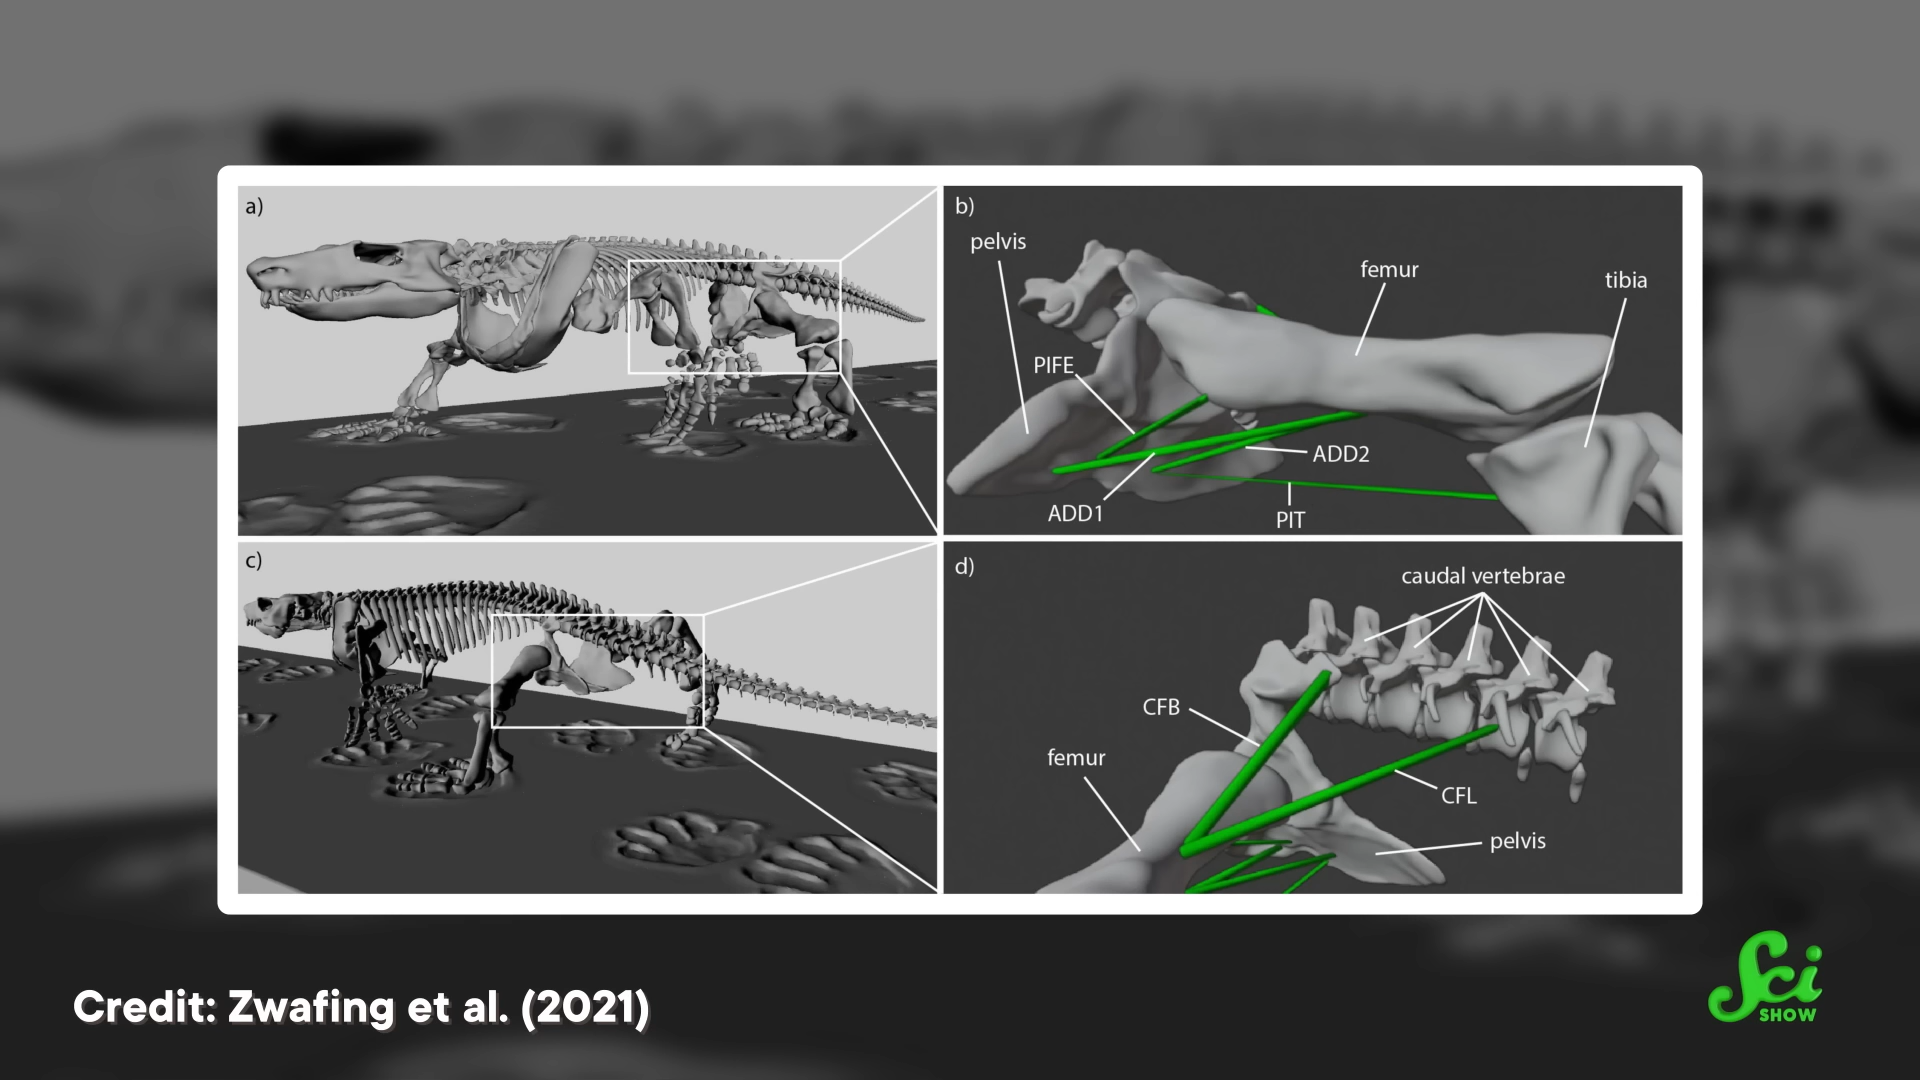 a)
b)
pelvis
femur
tibia
PIFE
ADD2
ADD1
PIT
c)
d)
caudal vertebrae
CFB
femur
CFL
pelvis
Credit: Zwafing et al. (2021)
Sci
SHOW